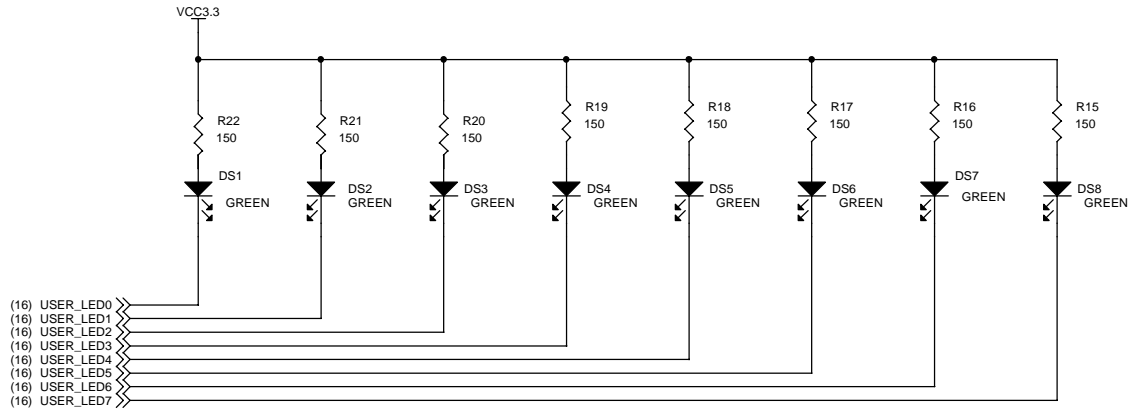 VCC3.3
R22
150
R21
150
R20
150
R19
150
R18
150
R17
150
R16
150
R15
150
DS1
GREEN
DS2
GREEN
DS3
GREEN
DS4
GREEN
DS5
GREEN
DS6
GREEN
DS7
GREEN
DS8
GREEN
(16) USER_LED0
(16) USER_LED1
(16) USER_LED2
(16) USER_LED3
(16) USER_LED4
(16) USER_LED5
(16) USER_LED6
(16) USER_LED7